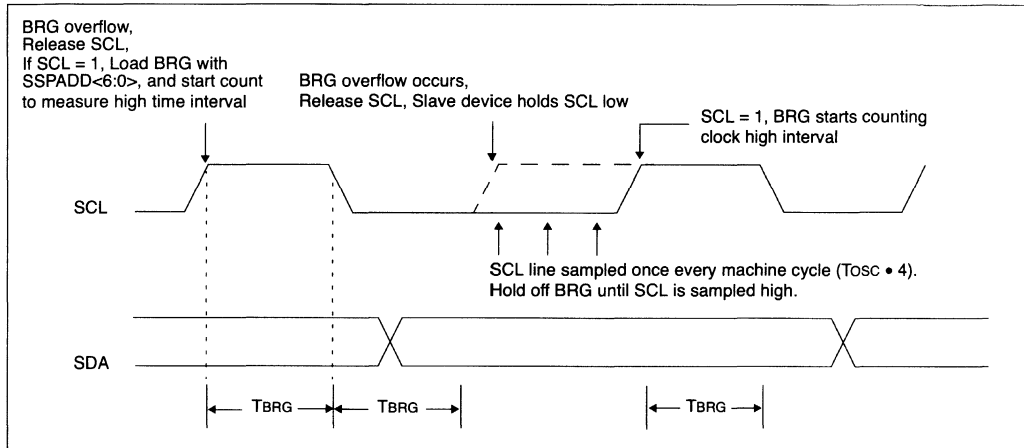 BRG overflow,
Release SCL,
If SCL = 1, Load BRG with
SSPADD<6:0>, and start count
to measure high time interval
BRG overflow occurs,
Release SCL, Slave device holds SCL low
SCL = 1, BRG starts counting
clock high interval
SCL
SCL line sampled once every machine cycle (TOSC • 4).
Hold off BRG until SCL is sampled high.
SDA
TBRG TBRG TBRG